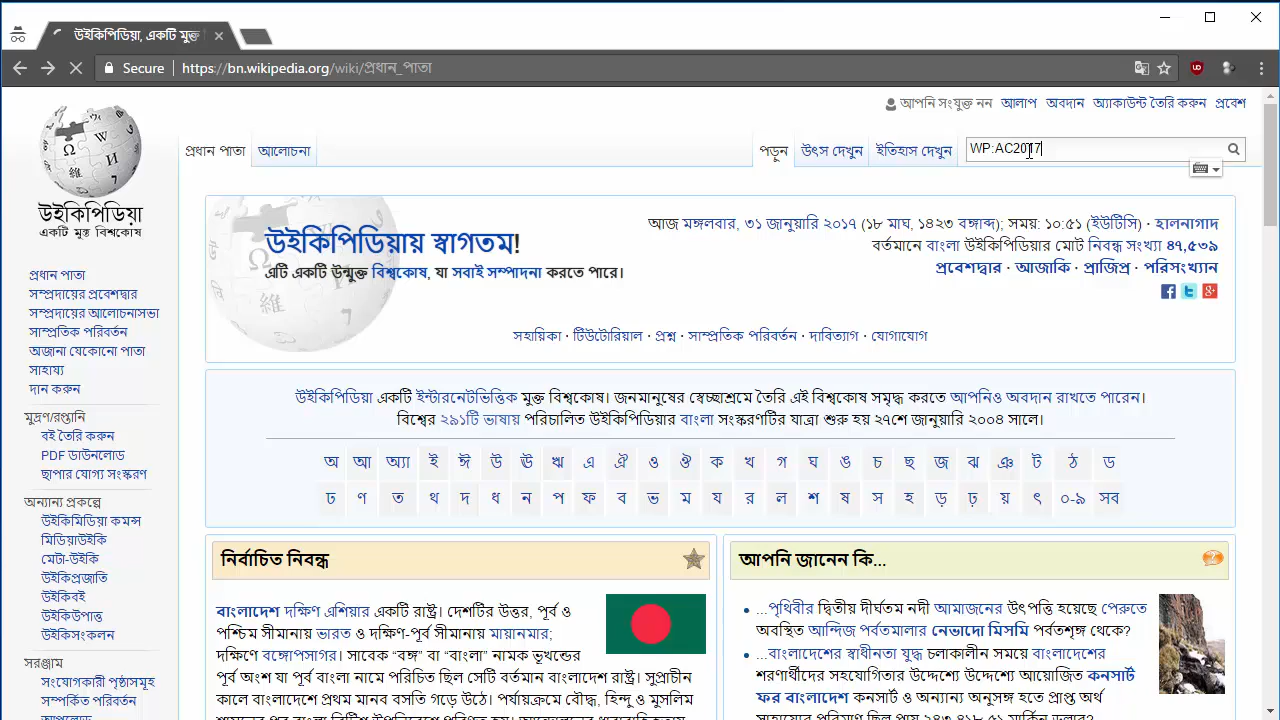 উইকিপিডিয়া, একটি মুক্ত
Secure https://bn.wikipedia.org/wiki/প্রধান_পাতা
আপনি সংযুক্ত নন আলাপ অবদান অ্যাকাউন্ট তৈরি করুন প্রবেশ
প্রধান পাতা আলোচনা পড়ুন উৎস দেখুন ইতিহাস দেখুন WP:AC2017
উইকিপিডিয়া
একটি মুক্ত বিশ্বকোষ
প্রধান পাতা
সম্প্রদায়ের প্রবেশদ্বার
সম্প্রদায়ের আলোচনাসভা
সাম্প্রতিক পরিবর্তন
অজানা যেকোনো পাতা
সাহায্য
দান করুন
মুদ্রণ/রপ্তানি
বই তৈরি করুন
PDF ডাউনলোড
ছাপার যোগ্য সংস্করণ
অন্যান্য প্রকল্পে
উইকিমিডিয়া কমন্স
মিডিয়াউইকি
মেটা-উইকি
উইকিপ্রজাতি
উইকিবই
উইকিউপাত্ত
উইকিসংকলন
সরঞ্জাম
সংযোগকারী পৃষ্ঠাসমূহ
সম্পর্কিত পরিবর্তন
আপলোড
উইকিপিডিয়ায় স্বাগতম!
এটি একটি উন্মুক্ত বিশ্বকোষ, যা সবাই সম্পাদনা করতে পারে।
আজ মঙ্গলবার, ৩১ জানুয়ারি ২০১৭ (১৮ মাঘ, ১৪২৩ বঙ্গাব্দ); সময়: ১০:৫১ (ইউটিসি) · হালনাগাদ
বর্তমানে বাংলা উইকিপিডিয়ার মোট নিবন্ধ সংখ্যা ৪৭,৫৩৯
প্রবেশদ্বার · আজাকি · প্রাজিপ্র · পরিসংখ্যান
সহায়িকা · টিউটোরিয়াল · প্রশ্ন · সাম্প্রতিক পরিবর্তন · দাবিত্যাগ · যোগাযোগ
উইকিপিডিয়া একটি ইন্টারনেটভিত্তিক মুক্ত বিশ্বকোষ। জনমানুষের স্বেচ্ছাশ্রমে তৈরি এই বিশ্বকোষ সমৃদ্ধ করতে আপনিও অবদান রাখতে পারেন।
বিশ্বের ২৯১টি ভাষায় পরিচালিত উইকিপিডিয়ার বাংলা সংস্করণটির যাত্রা শুরু হয় ২৭শে জানুয়ারি ২০০৪ সালে।
অ আ অ্যা ই ঈ উ ঊ ঋ এ ঐ ও ঔ ক খ গ ঘ ঙ চ ছ জ ঝ ঞ ট ঠ ড
ঢ ণ ত থ দ ধ ন প ফ ব ভ ম য র ল শ ষ স হ ড় ঢ় য় ৎ ০-৯ সব
নির্বাচিত নিবন্ধ
বাংলাদেশ দক্ষিণ এশিয়ার একটি রাষ্ট্র। দেশটির উত্তর, পূর্ব ও
পশ্চিম সীমানায় ভারত ও দক্ষিণ-পূর্ব সীমানায় মায়ানমার;
দক্ষিণে বঙ্গোপসাগর। সাবেক “বঙ্গ” বা “বাংলা” নামক ভূখন্ডের
পূর্ব অংশ যা পূর্ব বাংলা নামে পরিচিত ছিল সেটি বর্তমান বাংলাদেশ রাষ্ট্র। সুপ্রাচীন
কালে বাংলাদেশে প্রথম মানব বসতি গড়ে উঠে। পর্যায়ক্রমে বৌদ্ধ, হিন্দু ও মুসলিম
আপনি জানেন কি...
...পৃথিবীর দ্বিতীয় দীর্ঘতম নদী আমাজনের উৎপত্তি হয়েছে পেরুতে
অবস্থিত আন্দিজ পর্বতমালার নেভাদো মিসমি পর্বতশৃঙ্গ থেকে?
...বাংলাদেশের স্বাধীনতা যুদ্ধ চলাকালীন সময়ে বাংলাদেশের
শরণার্থীদের সহযোগিতার উদ্দেশ্যে উদ্দেশ্যে আয়োজিত কনসার্ট
ফর বাংলাদেশ কনসার্ট ও অন্যান্য অনুসঙ্গ হতে প্রাপ্ত অর্থ